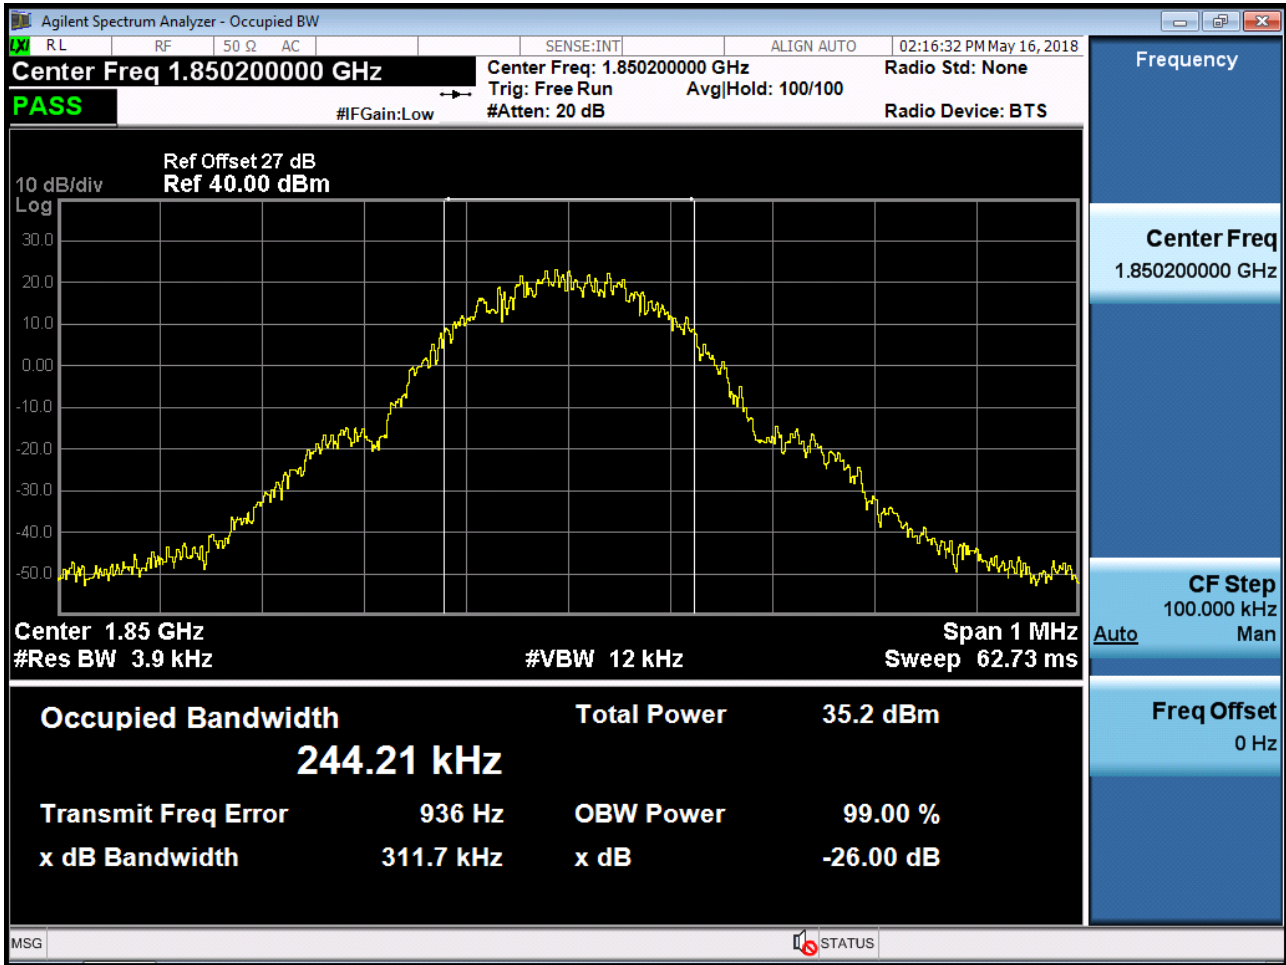 Agilent Spectrum Analyzer - Occupied BW
LXI RL RF 50 Ω AC SENSE:INT ALIGN AUTO 02:16:32 PM May 16, 2018
Center Freq 1.850200000 GHz
Center Freq: 1.850200000 GHz Radio Std: None
Trig: Free Run Avg|Hold: 100/100
PASS
#IFGain:Low #Atten: 20 dB Radio Device: BTS
Ref Offset 27 dB
10 dB/div Ref 40.00 dBm
Log
30.0
20.0
10.0
0.00
-10.0
-20.0
-30.0
-40.0
-50.0
Center 1.85 GHz Span 1 MHz
#Res BW 3.9 kHz #VBW 12 kHz Sweep 62.73 ms
Occupied Bandwidth Total Power 35.2 dBm
244.21 kHz
Transmit Freq Error 936 Hz OBW Power 99.00 %
x dB Bandwidth 311.7 kHz x dB -26.00 dB
MSG STATUS
Frequency
Center Freq
1.850200000 GHz
CF Step
100.000 kHz
Auto Man
Freq Offset
0 Hz